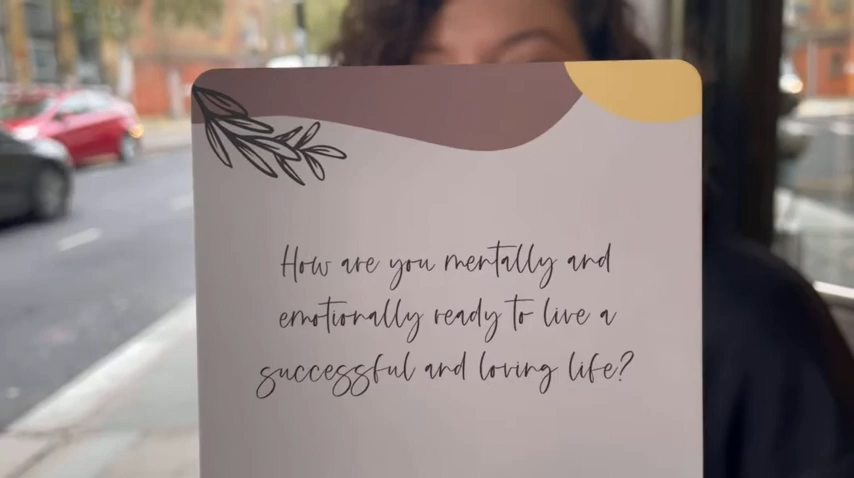 How are you mentally and
emotionally ready to live a
successful and loving life?